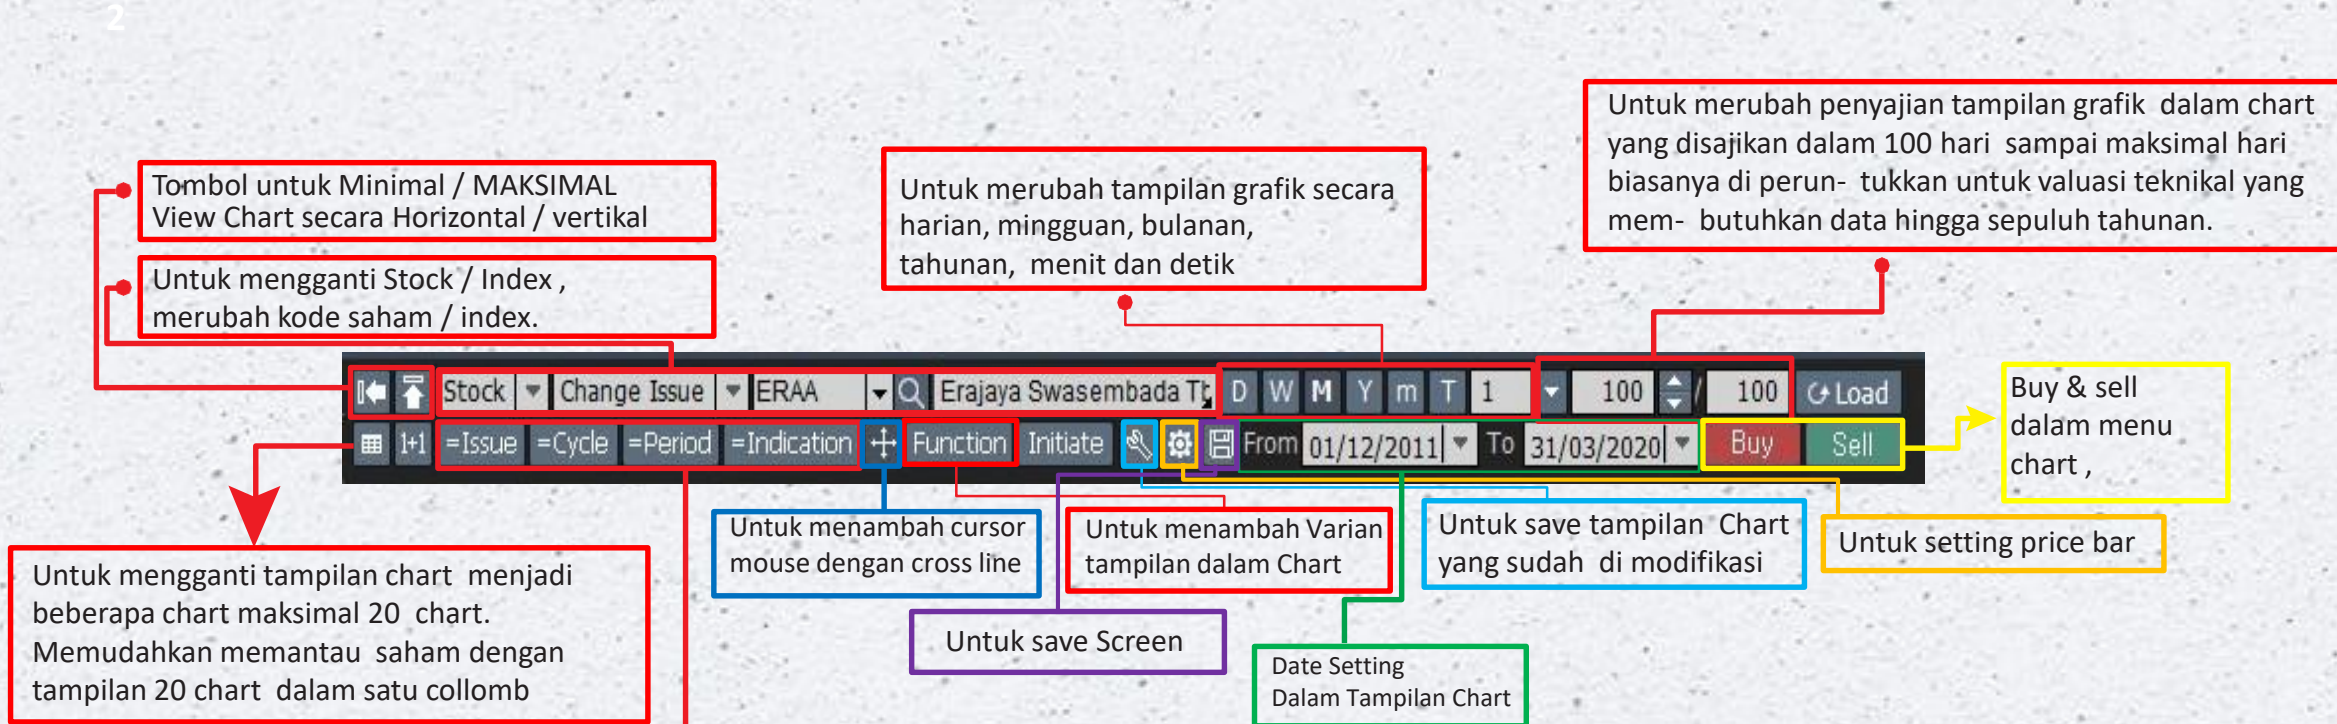 2
Untuk merubah penyajian tampilan grafik dalam chart
yang disajikan dalam 100 hari sampai maksimal hari
biasanya di perun- tukkan untuk valuasi teknikal yang
mem- butuhkan data hingga sepuluh tahunan.
Tombol untuk Minimal / MAKSIMAL
View Chart secara Horizontal / vertikal
Untuk merubah tampilan grafik secara
harian, mingguan, bulanan,
tahunan, menit dan detik
Untuk mengganti Stock / Index ,
merubah kode saham / index.
Stock Change Issue ERAA Erajaya Swasembada Tb D W M Y m T 1 100 / 100 Load
1+1 =Issue =Cycle =Period =Indication Function Initiate From 01/12/2011 To 31/03/2020 Buy Sell
Buy & sell
dalam menu
chart ,
Untuk menambah cursor
mouse dengan cross line
Untuk menambah Varian
tampilan dalam Chart
Untuk save tampilan Chart
yang sudah di modifikasi
Untuk setting price bar
Untuk mengganti tampilan chart menjadi
beberapa chart maksimal 20 chart.
Memudahkan memantau saham dengan
tampilan 20 chart dalam satu collomb
Untuk save Screen
Date Setting
Dalam Tampilan Chart